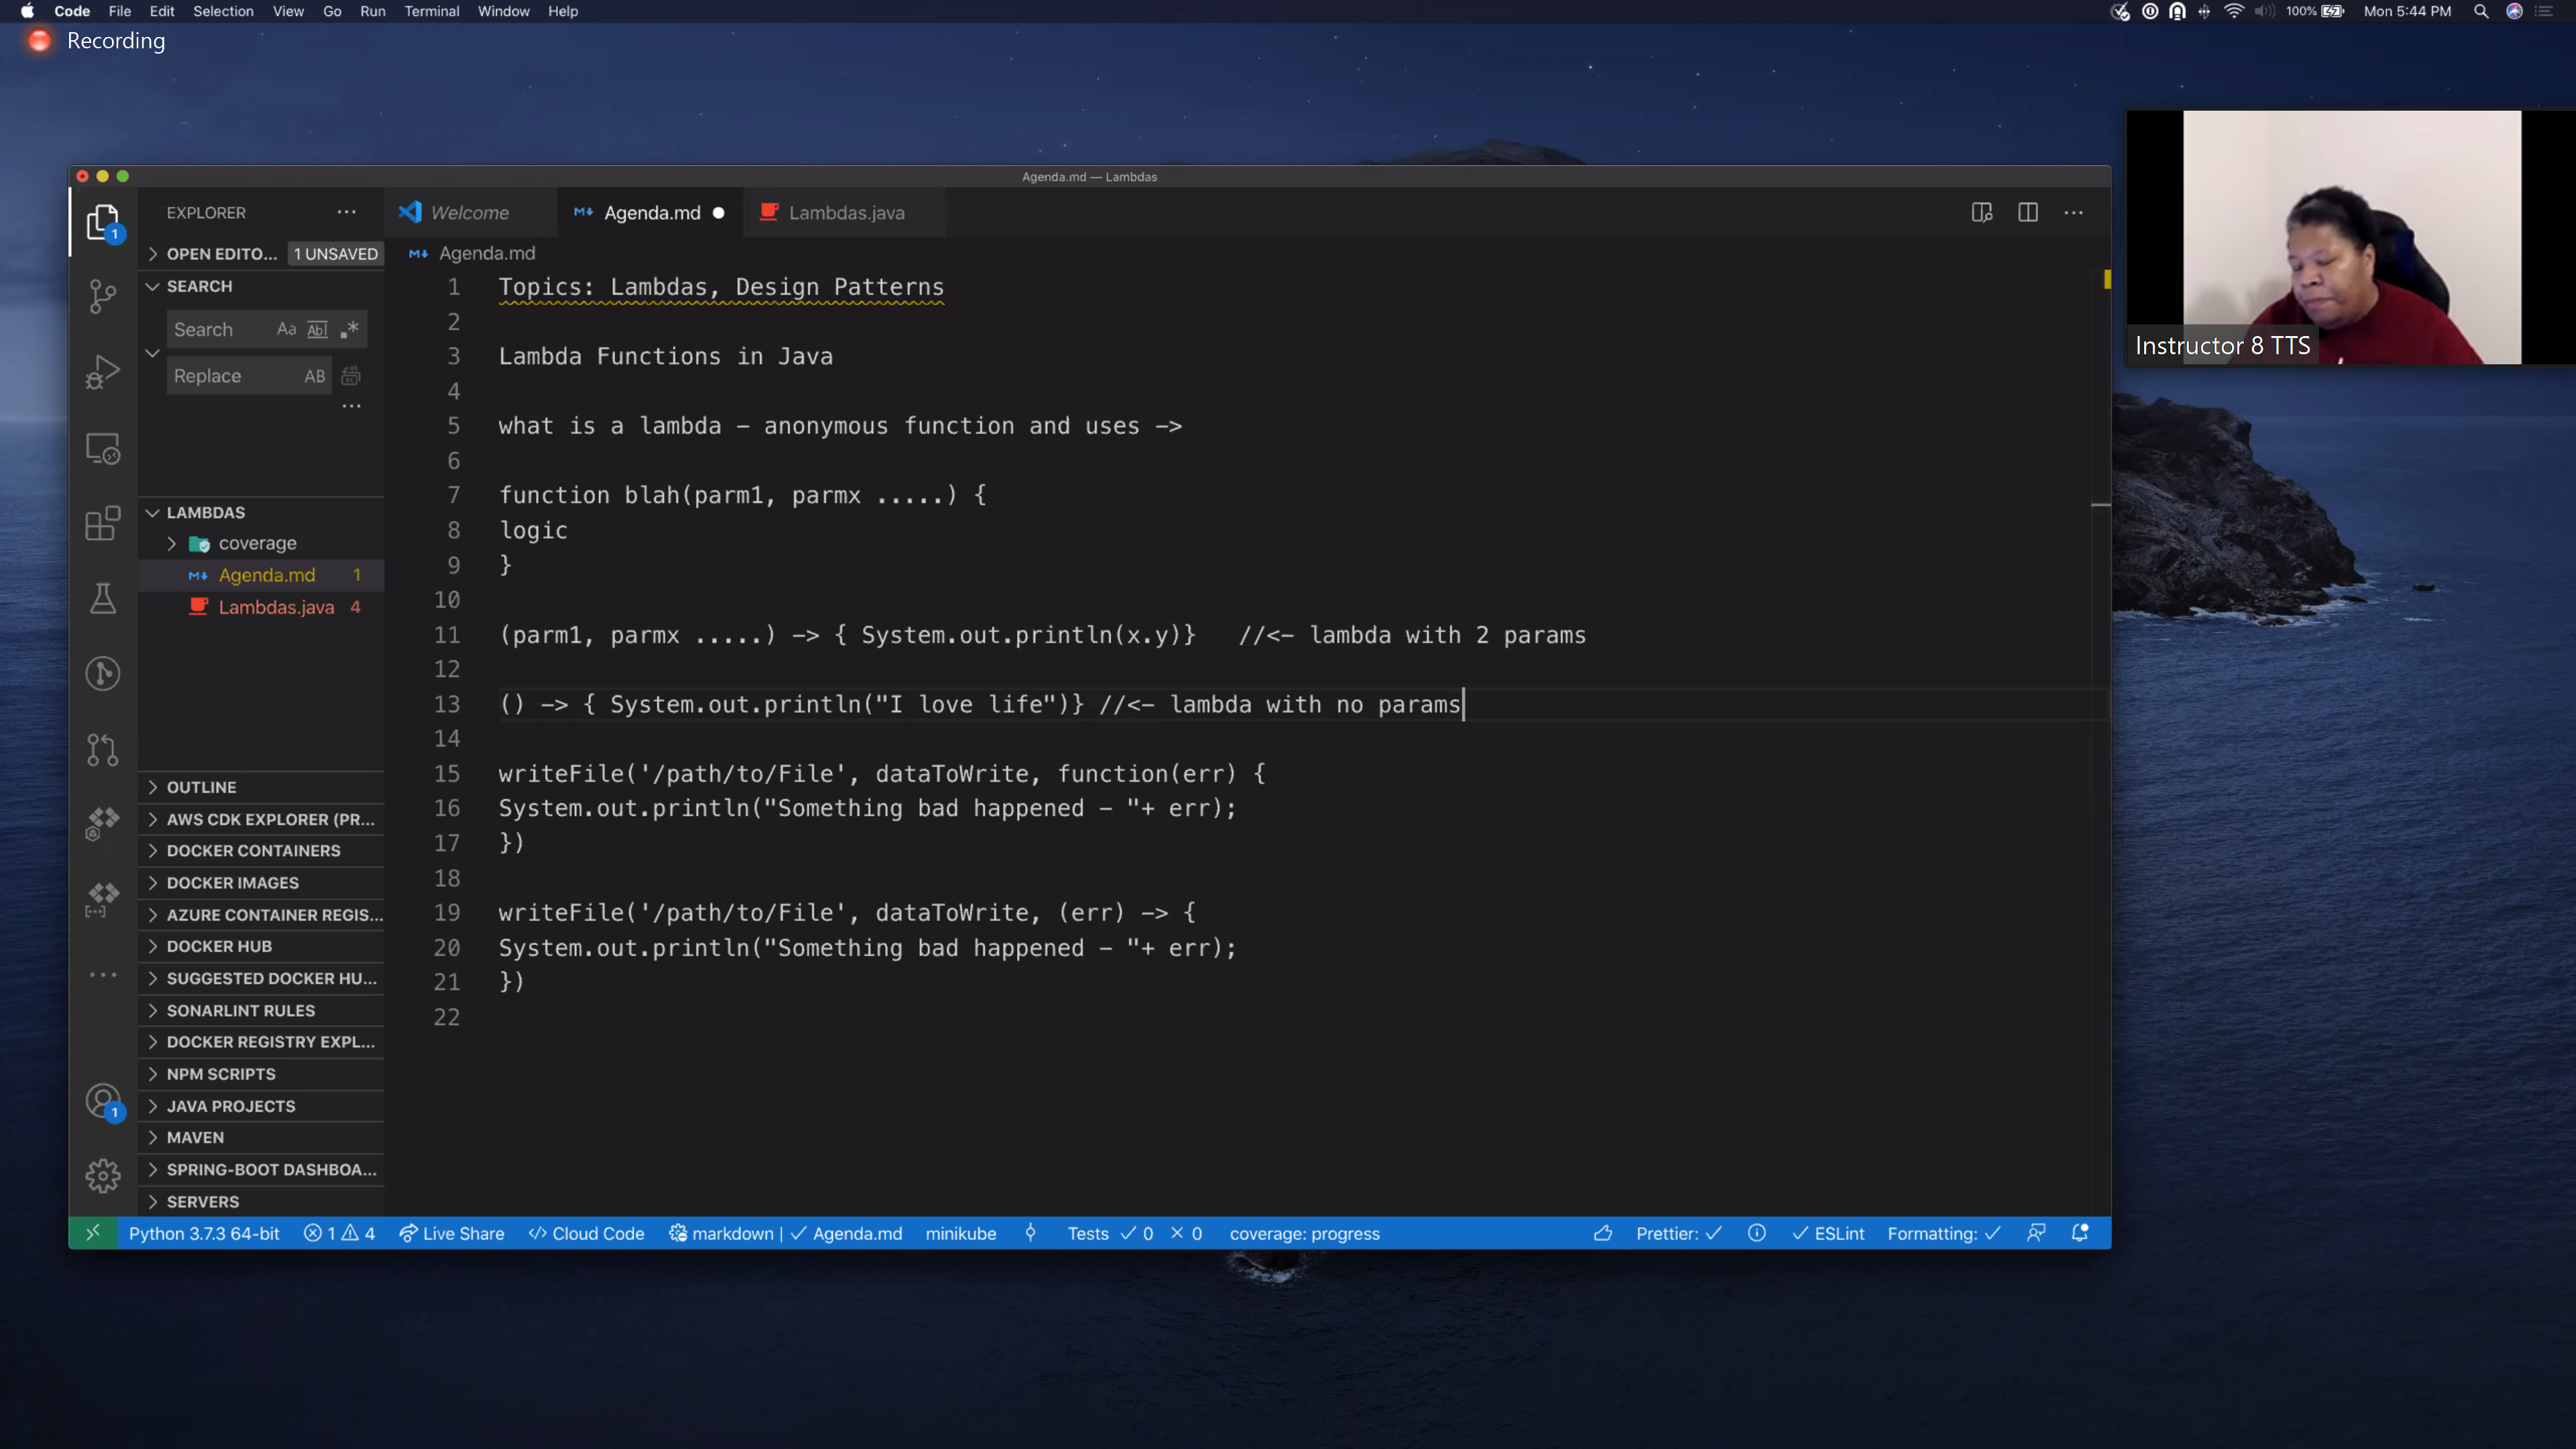 Code File Edit Selection View Go Run Terminal Window Help
100% Mon 5:44 PM
Recording
Agenda.md — Lambdas
EXPLORER ···
Welcome
Agenda.md
Lambdas.java
OPEN EDITO... 1 UNSAVED
SEARCH
Search
Replace
LAMBDAS
coverage
Agenda.md 1
Lambdas.java 4
OUTLINE
AWS CDK EXPLORER (PR...
DOCKER CONTAINERS
DOCKER IMAGES
AZURE CONTAINER REGIS...
DOCKER HUB
SUGGESTED DOCKER HU...
SONARLINT RULES
DOCKER REGISTRY EXPL...
NPM SCRIPTS
JAVA PROJECTS
MAVEN
SPRING-BOOT DASHBOA...
SERVERS
Agenda.md
1 Topics: Lambdas, Design Patterns
2
3 Lambda Functions in Java
4
5 what is a lambda - anonymous function and uses ->
6
7 function blah(parm1, parmx .....) {
8 logic
9 }
10
11 (parm1, parmx .....) -> { System.out.println(x.y)}   //<- lambda with 2 params
12
13 () -> { System.out.println("I love life")} //<- lambda with no params
14
15 writeFile('/path/to/File', dataToWrite, function(err) {
16 System.out.println("Something bad happened - "+ err);
17 })
18
19 writeFile('/path/to/File', dataToWrite, (err) -> {
20 System.out.println("Something bad happened - "+ err);
21 })
22
Instructor 8 TTS
Python 3.7.3 64-bit 1 4 Live Share Cloud Code markdown | ✓ Agenda.md minikube Tests ✓ 0 × 0 coverage: progress Prettier: ✓ ✓ ESLint Formatting: ✓